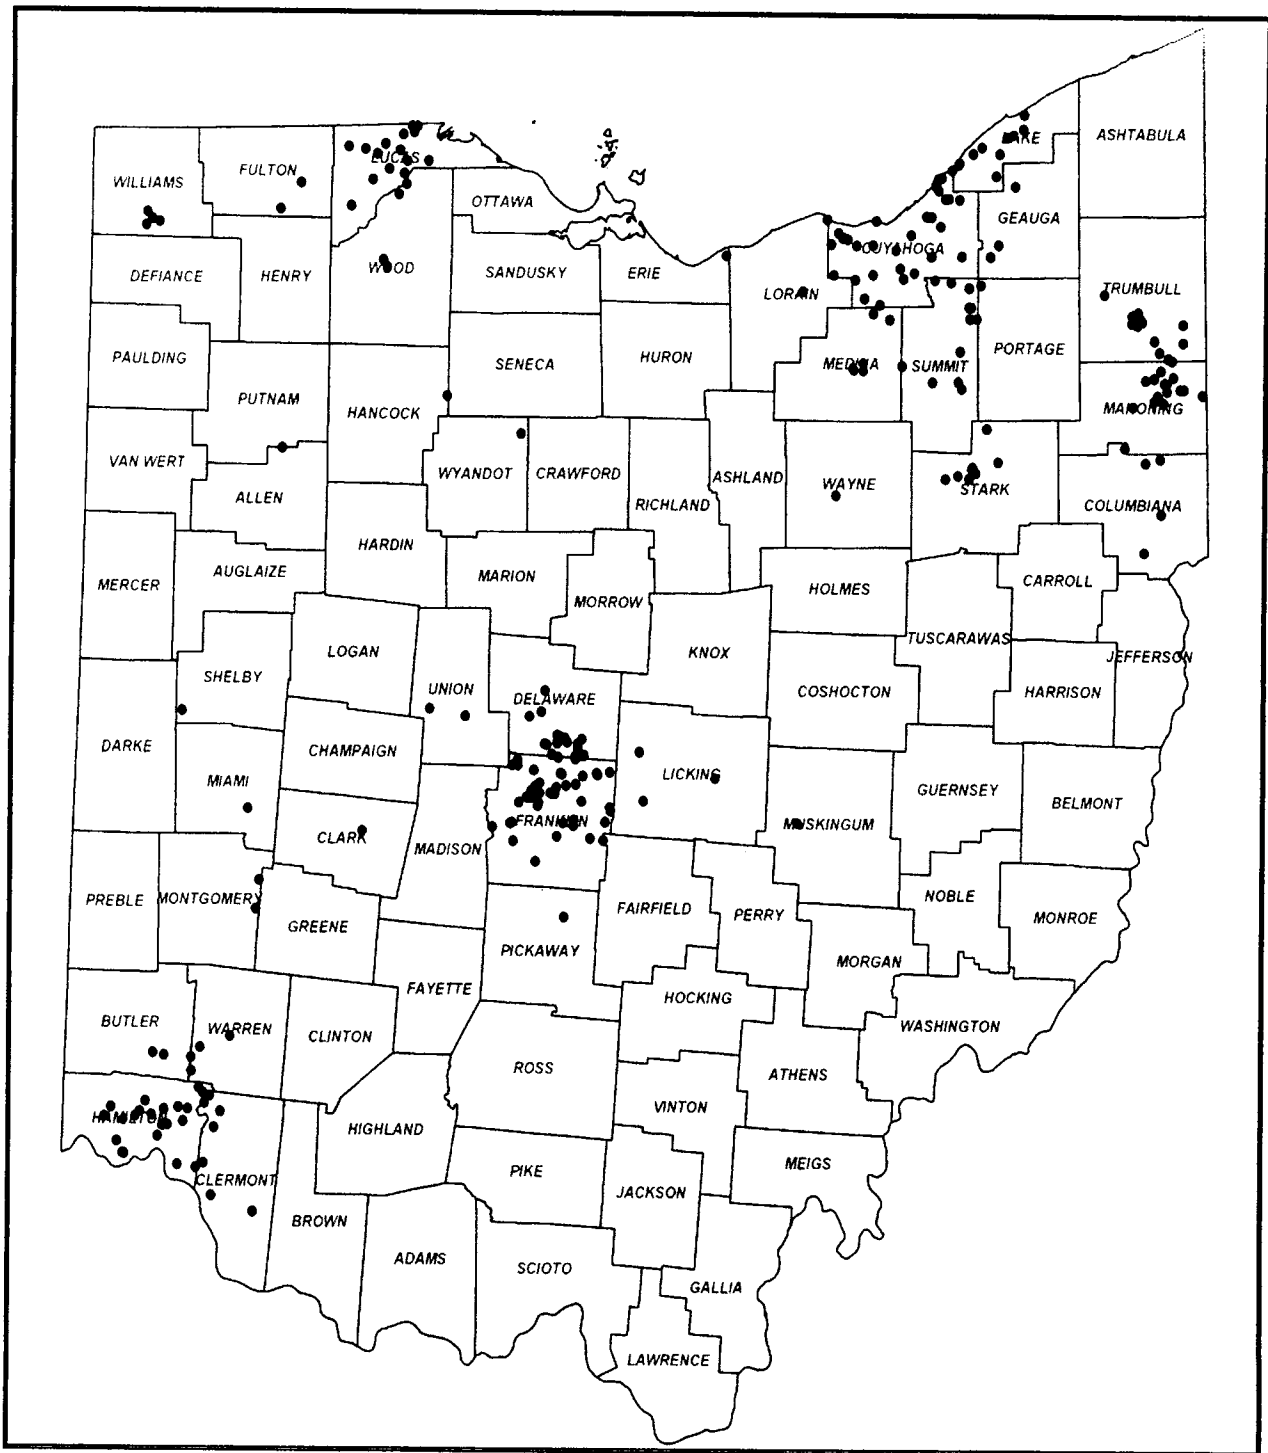 ASHTABULA
LAKE
LUCAS
FULTON
WILLIAMS
OTTAWA
GEAUGA
CUYAHOGA
WOOD
DEFIANCE
HENRY
SANDUSKY
ERIE
LORAIN
TRUMBULL
PAULDING
SENECA
HURON
PORTAGE
MEDINA
SUMMIT
PUTNAM
HANCOCK
MAHONING
VAN WERT
WYANDOT
CRAWFORD
ASHLAND
WAYNE
STARK
ALLEN
RICHLAND
COLUMBIANA
HARDIN
AUGLAIZE
MARION
MERCER
HOLMES
CARROLL
MORROW
TUSCARAWAS
LOGAN
KNOX
JEFFERSON
SHELBY
UNION
DELAWARE
COSHOCTON
HARRISON
DARKE
CHAMPAIGN
MIAMI
LICKING
GUERNSEY
BELMONT
FRANKLIN
MUSKINGUM
CLARK
MADISON
PREBLE
MONTGOMERY
NOBLE
FAIRFIELD
PERRY
MONROE
GREENE
PICKAWAY
MORGAN
FAYETTE
HOCKING
BUTLER
WARREN
CLINTON
WASHINGTON
ROSS
ATHENS
VINTON
HAMILTON
HIGHLAND
MEIGS
PIKE
CLERMONT
JACKSON
BROWN
ADAMS
SCIOTO
GALLIA
LAWRENCE